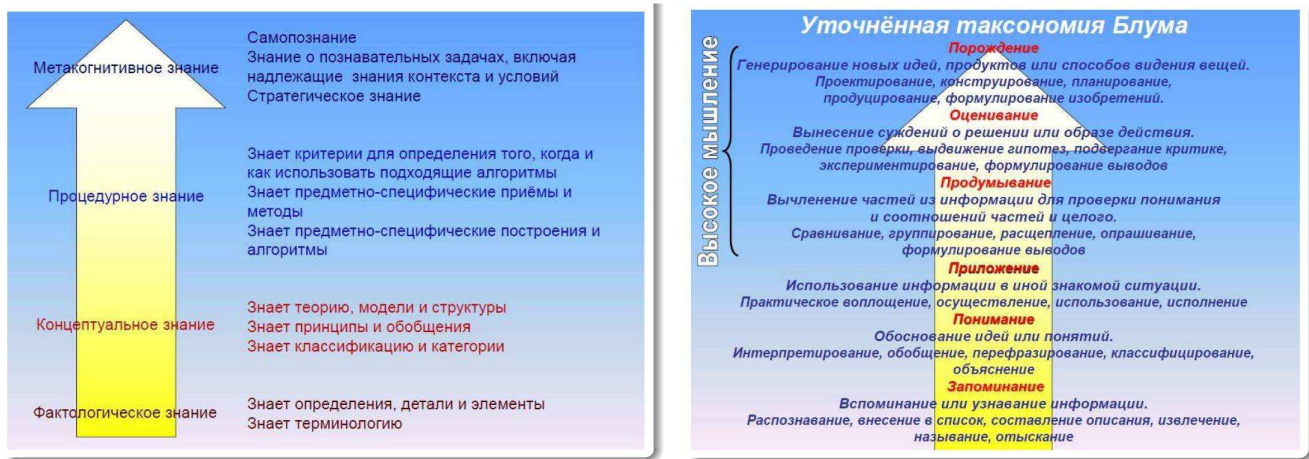 Метакогнитивное знание
Самопознание
Знание о познавательных задачах, включая
надлежащие знания контекста и условий
Стратегическое знание
Процедурное знание
Знает критерии для определения того, когда и
как использовать подходящие алгоритмы
Знает предметно-специфические приёмы и
методы
Знает предметно-специфические построения и
алгоритмы
Концептуальное знание
Знает теорию, модели и структуры
Знает принципы и обобщения
Знает классификацию и категории
Фактологическое знание
Знает определения, детали и элементы
Знает терминологию
Уточнённая таксономия Блума
Высокое мышление
Порождение
Генерирование новых идей, продуктов или способов видения вещей.
Проектирование, конструирование, планирование,
продуцирование, формулирование изобретений.
Оценивание
Вынесение суждений о решении или образе действия.
Проведение проверки, выдвижение гипотез, подвергание критике,
экспериментирование, формулирование выводов
Продумывание
Вычленение частей из информации для проверки понимания
и соотношений частей и целого.
Сравнивание, группирование, расщепление, опрашивание,
формулирование выводов
Приложение
Использование информации в иной знакомой ситуации.
Практическое воплощение, осуществление, использование, исполнение
Понимание
Обоснование идей или понятий.
Интерпретирование, обобщение, перефразирование, классифицирование,
объяснение
Запоминание
Вспоминание или узнавание информации.
Распознавание, внесение в список, составление описания, извлечение,
называние, отыскание